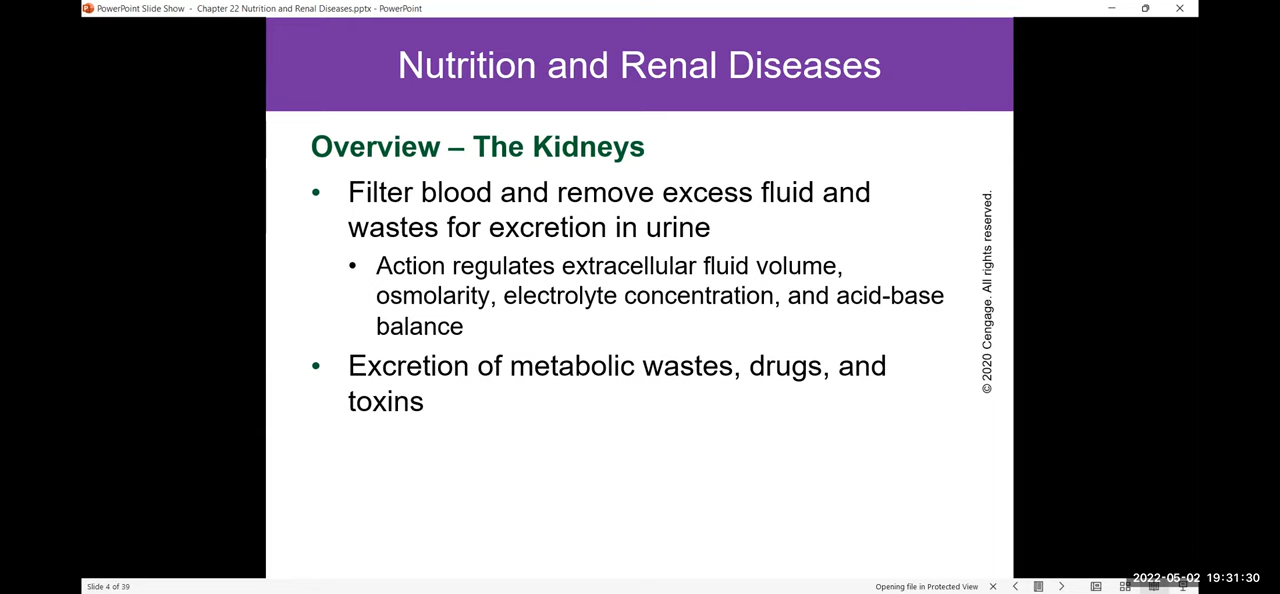 PowerPoint Slide Show - Chapter 22 Nutrition and Renal Diseases.pptx - PowerPoint
Nutrition and Renal Diseases
Overview – The Kidneys
• Filter blood and remove excess fluid and
wastes for excretion in urine
• Action regulates extracellular fluid volume,
osmolarity, electrolyte concentration, and acid-base
balance
• Excretion of metabolic wastes, drugs, and
toxins
© 2020 Cengage. All rights reserved.
Slide 4 of 39
Opening file in Protected View
2022-05-02 19:31:30